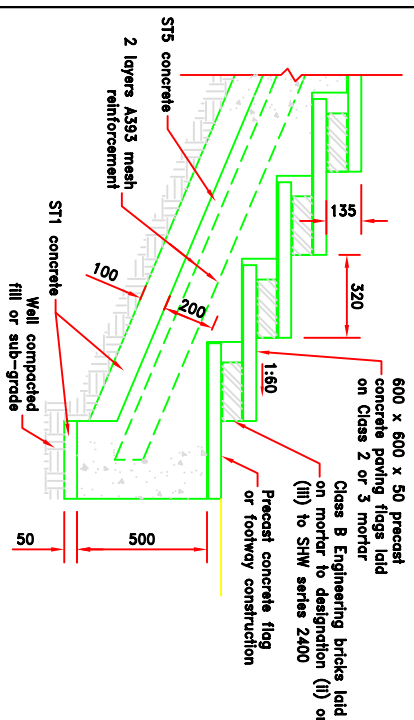 600 x 600 x 50 precast
concrete paving flags laid
on Class 2 or 3 mortar
Class B Engineering bricks laid
on mortar to designation (ii) or
(iii) to SHW series 2400
Precast concrete flag
or footway construction
135
320
1:60
ST5 concrete
2 layers A393 mesh
reinforcement
200
100
ST1 concrete
Well compacted
fill or sub-grade
50
500